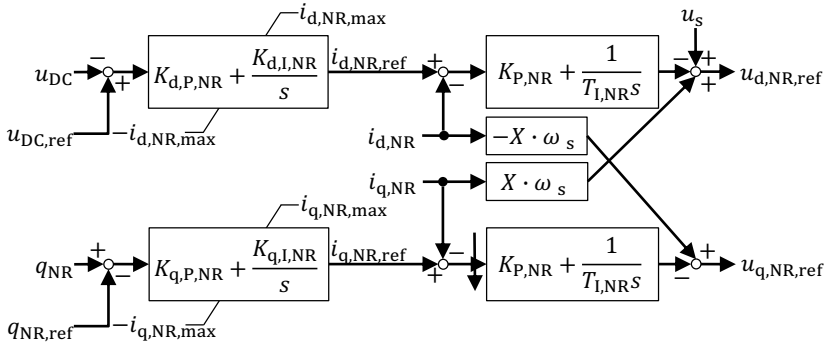 i_d,NR,max
u_s
− + K_d,P,NR + K_d,I,NR/s i_d,NR,ref + − K_P,NR + 1/(T_I,NR s) − + +
u_DC u_d,NR,ref
u_DC,ref −i_d,NR,max
i_d,NR −X · ω_s
i_q,NR X · ω_s
i_q,NR,max
+ − K_q,P,NR + K_q,I,NR/s i_q,NR,ref − + K_P,NR + 1/(T_I,NR s) + −
q_NR u_q,NR,ref
q_NR,ref −i_q,NR,max